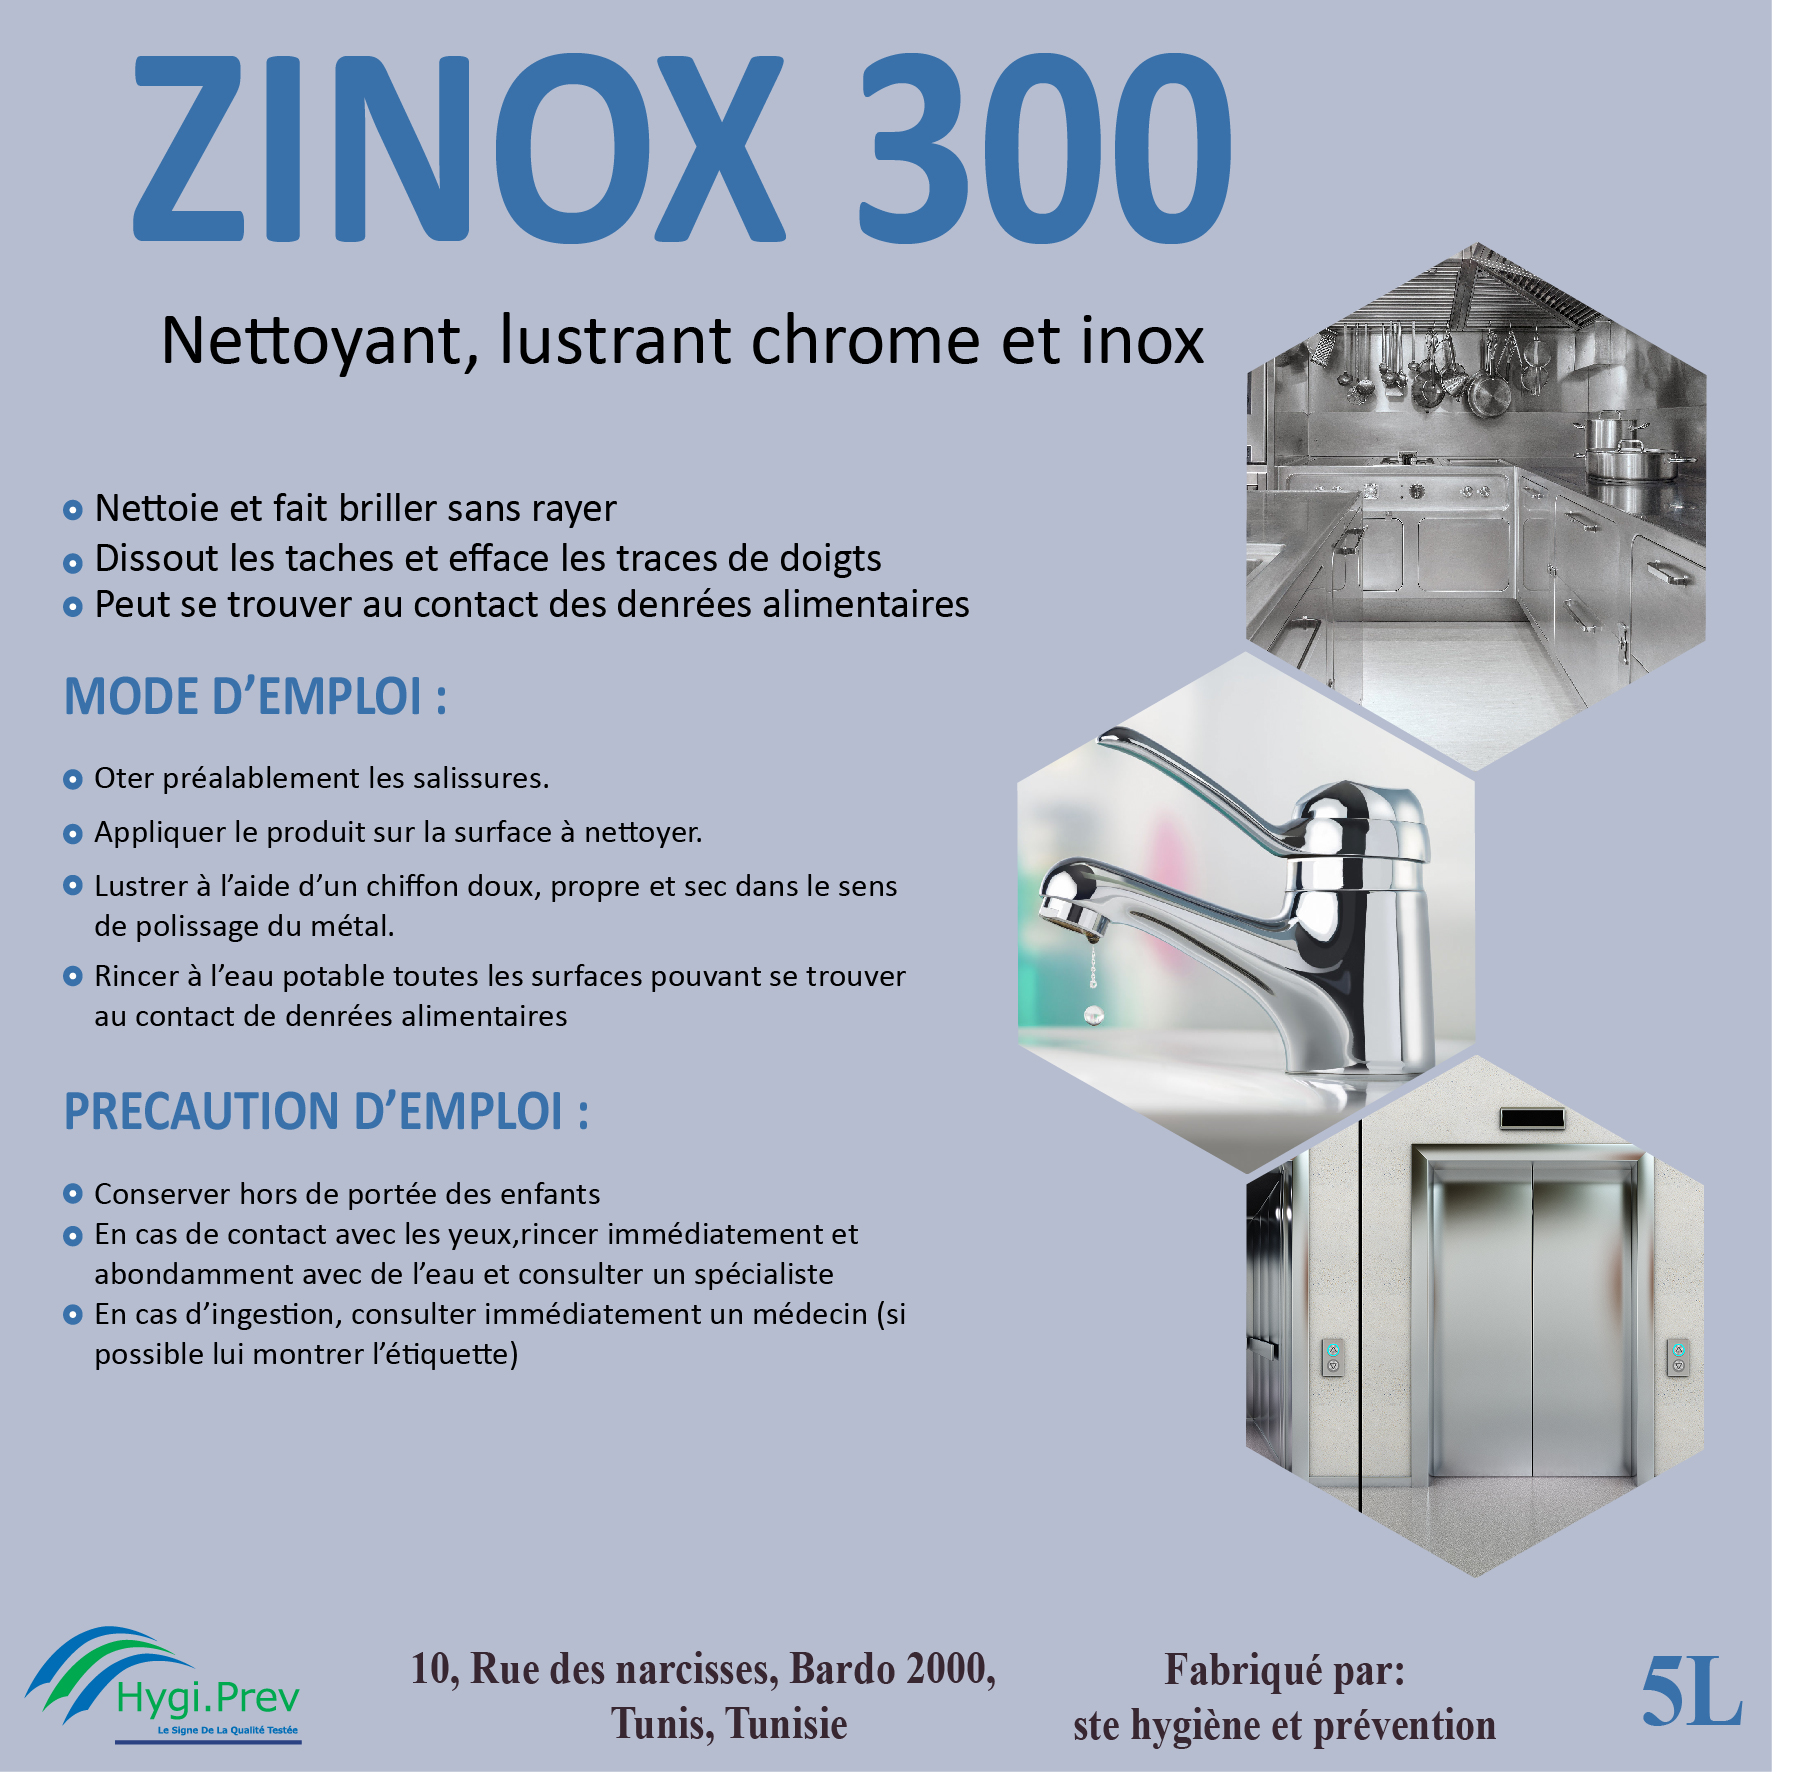 ZINOX 300
Nettoyant, lustrant chrome et inox
Nettoie et fait briller sans rayer
Dissout les taches et efface les traces de doigts
Peut se trouver au contact des denrées alimentaires
MODE D’EMPLOI :
Oter préalablement les salissures.
Appliquer le produit sur la surface à nettoyer.
Lustrer à l’aide d’un chiffon doux, propre et sec dans le sens
de polissage du métal.
Rincer à l’eau potable toutes les surfaces pouvant se trouver
au contact de denrées alimentaires
PRECAUTION D’EMPLOI :
Conserver hors de portée des enfants
En cas de contact avec les yeux,rincer immédiatement et
abondamment avec de l’eau et consulter un spécialiste
En cas d’ingestion, consulter immédiatement un médecin (si
possible lui montrer l’étiquette)
Hygi.Prev
Le Signe De La Qualité Testée
10, Rue des narcisses, Bardo 2000,
Tunis, Tunisie
Fabriqué par:
ste hygiène et prévention
5L